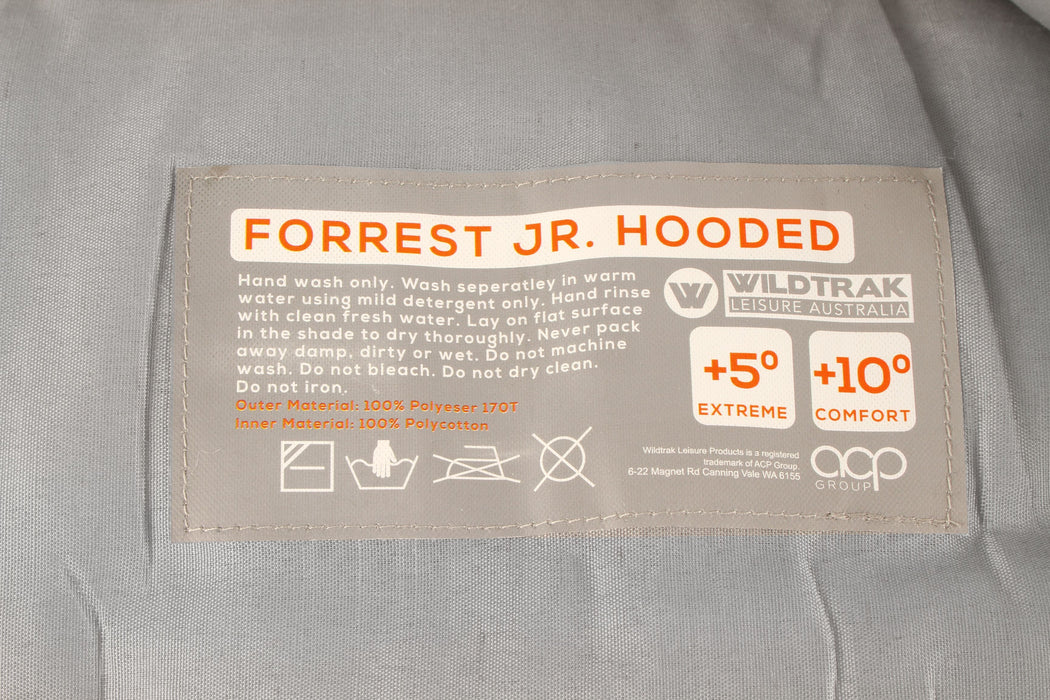 FORREST JR. HOODED
Hand wash only. Wash seperatley in warm
water using mild detergent only. Hand rinse
with clean fresh water. Lay on flat surface
in the shade to dry thoroughly. Never pack
away damp, dirty or wet. Do not machine
wash. Do not bleach. Do not dry clean.
Do not iron.
Outer Material: 100% Polyeser 170T
Inner Material: 100% Polycotton
W WILDTRAK
LEISURE AUSTRALIA
+5º
EXTREME
+10º
COMFORT
Wildtrak Leisure Products is a registered
trademark of ACP Group
6-22 Magnet Rd Canning Vale WA 6155
acp
GROUP